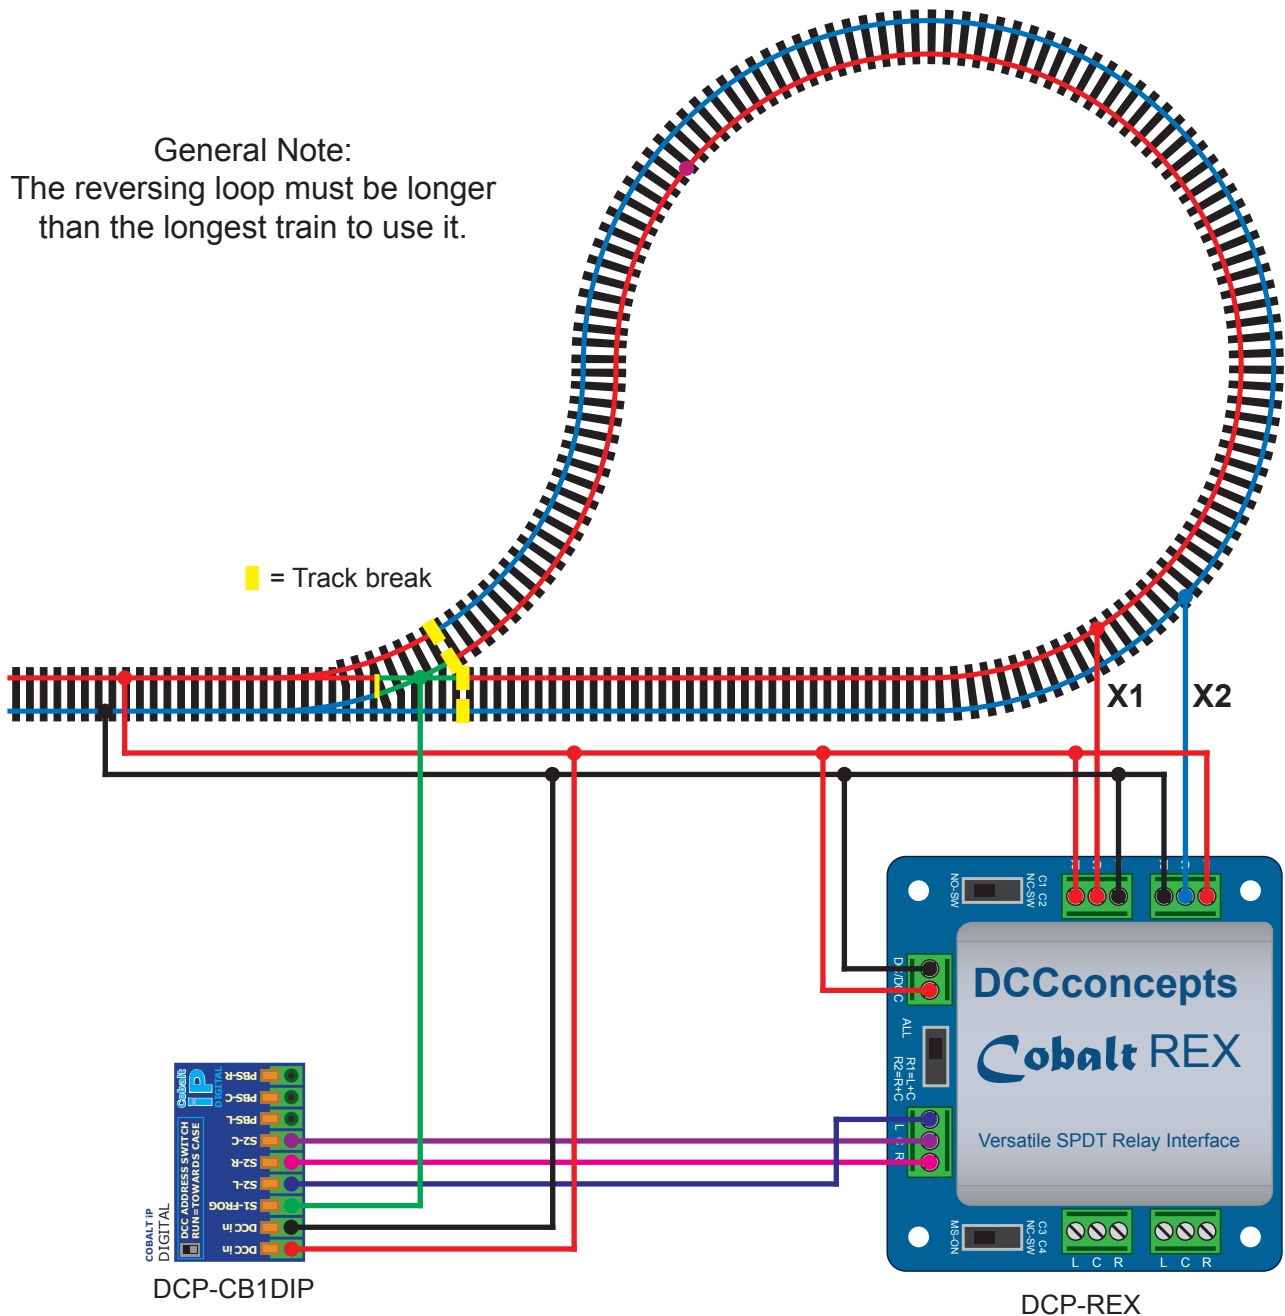 General Note:
The reversing loop must be longer
than the longest train to use it.
= Track break
X1 X2
NO-SW
NC-SW
C1 C2
DC/DCC
ALL
R1=L+C
R2=R+C
L
C
R
DCCconcepts
Cobalt REX
Versatile SPDT Relay Interface
MS-ON
NC-SW
C3 C4
L C R L C R
DCP-REX
Cobalt
iP
DIGITAL
DCC ADDRESS SWITCH
RUN=TOWARDS CASE
PBS-R
PBS-C
PBS-L
S2-C
S2-R
S2-L
S1-FROG
DCC in
DCC in
COBALT iP
DIGITAL
DCP-CB1DIP